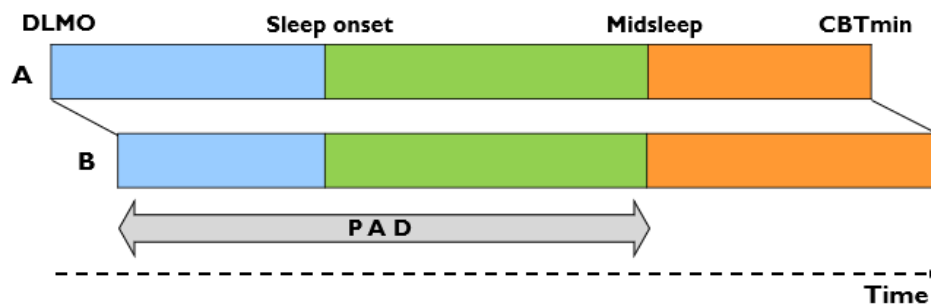 DLMO Sleep onset Midsleep CBTmin
A
B
P A D
Time